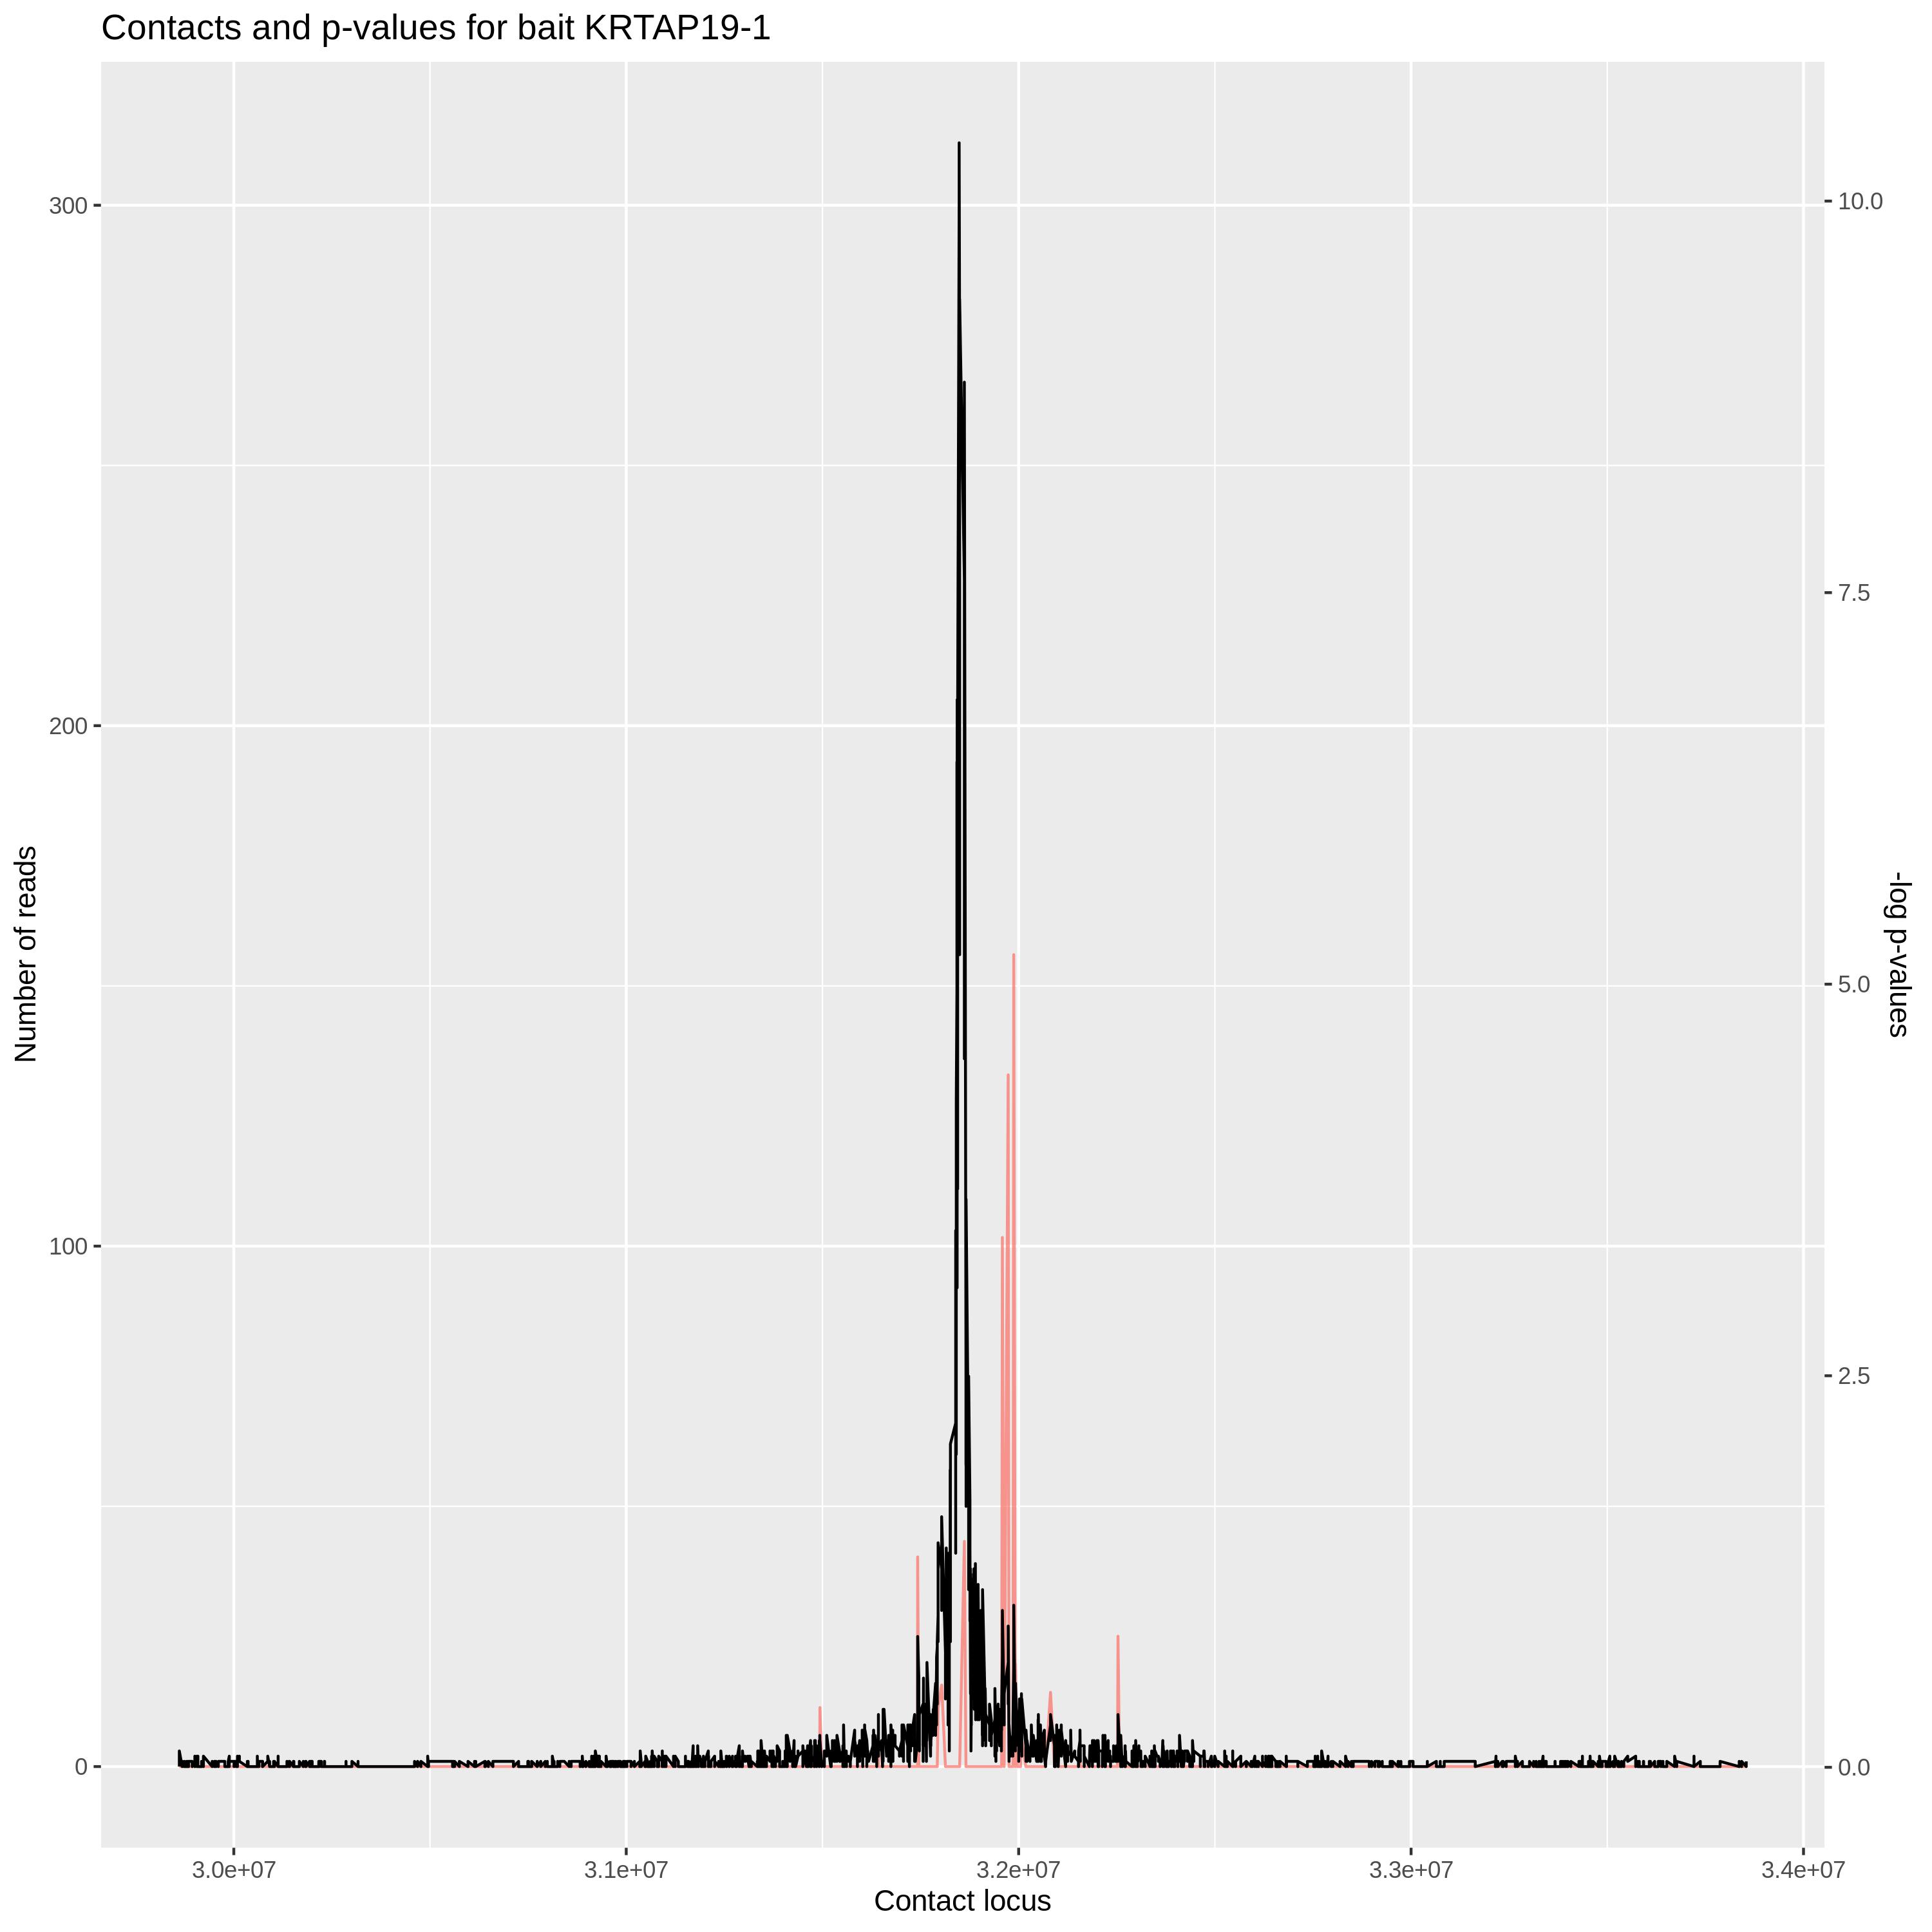 Contacts and p-values for bait KRTAP19-1
300
200
100
0
Number of reads
10.0
7.5
5.0
2.5
0.0
-log p-values
3.0e+07
3.1e+07
3.2e+07
3.3e+07
3.4e+07
Contact locus